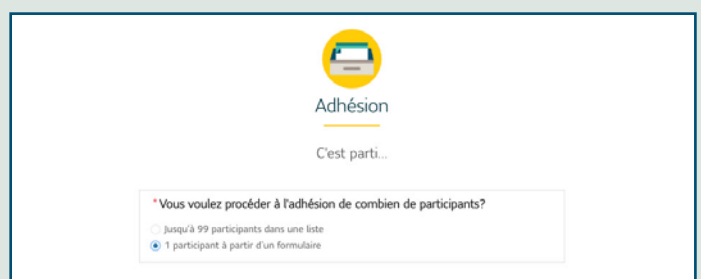 Adhésion
C'est parti...
*Vous voulez procéder à l'adhésion de combien de participants?
Jusqu'à 99 participants dans une liste
1 participant à partir d'un formulaire